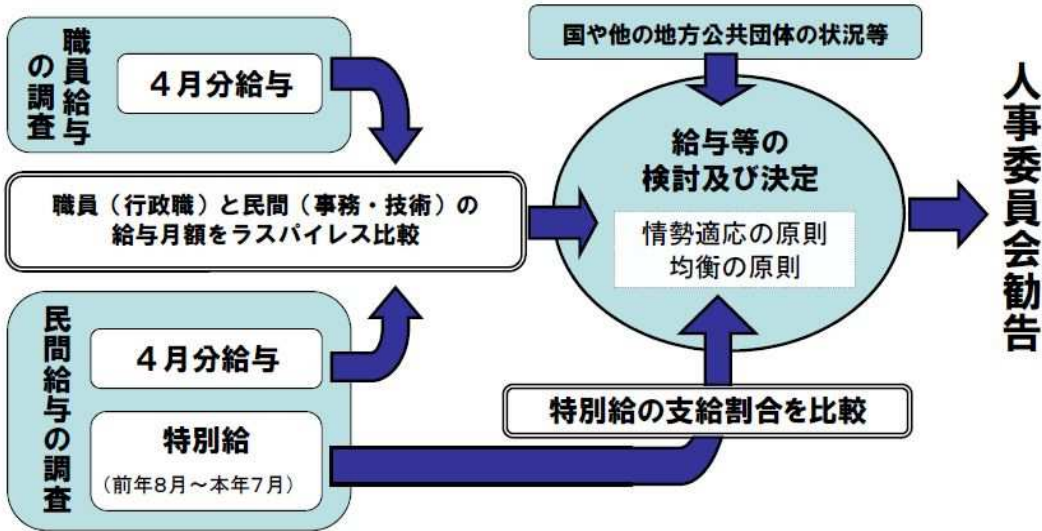 職員給与
の調査
４月分給与
国や他の地方公共団体の状況等
職員（行政職）と民間（事務・技術）の
給与月額をラスパイレス比較
給与等の
検討及び決定
情勢適応の原則
均衡の原則
人事委員会勧告
民間給与の調査
４月分給与
特別給
（前年8月～本年7月）
特別給の支給割合を比較